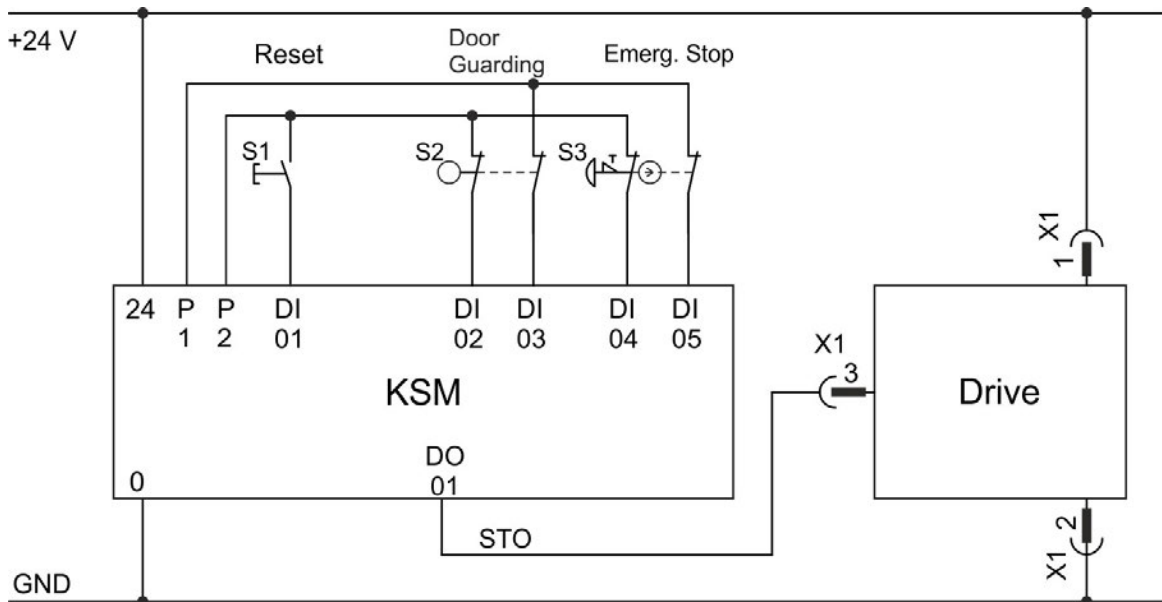 +24 V
Reset
Door
Guarding
Emerg. Stop
S1
S2
S3
X1
1
24 P P DI DI DI DI DI
1 2 01 02 03 04 05
X1
3
KSM
Drive
DO
0
01
2
X1
STO
GND